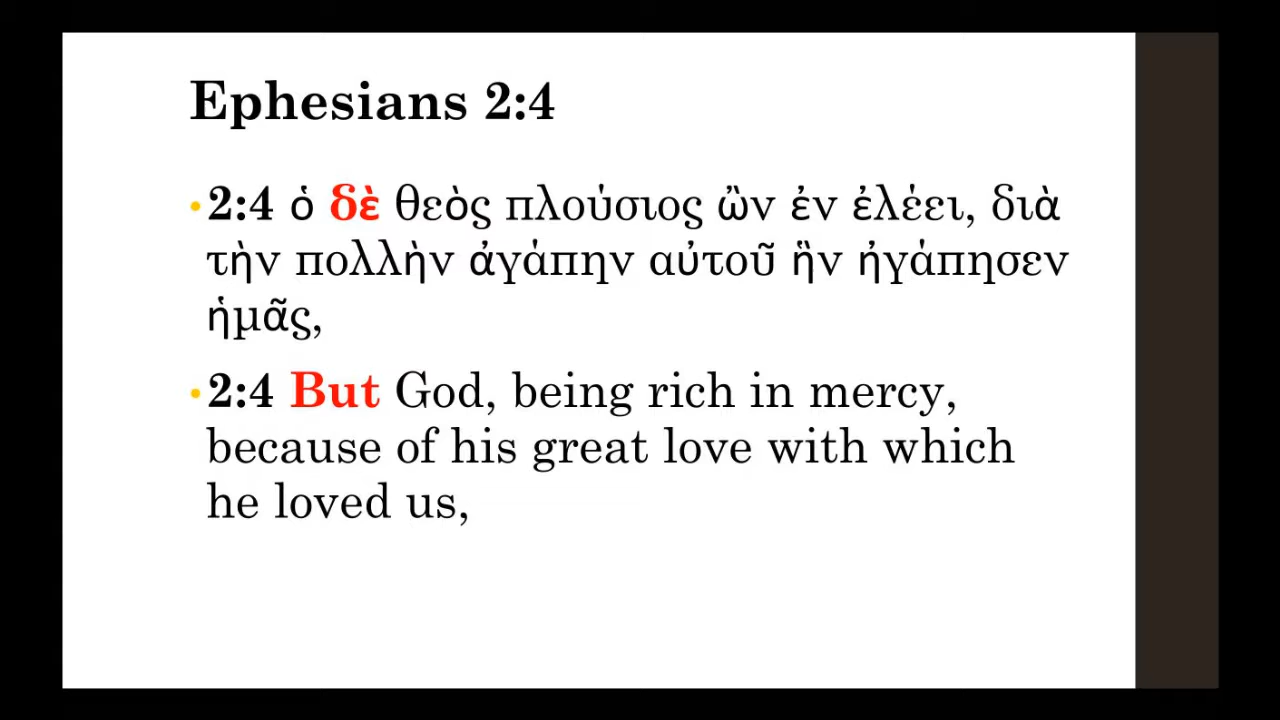 Ephesians 2:4
•2:4 ὁ δὲ θεὸς πλούσιος ὢν ἐν ἐλέει, διὰ
τὴν πολλὴν ἀγάπην αὐτοῦ ἣν ἠγάπησεν
ἡμᾶς,
•2:4 But God, being rich in mercy,
because of his great love with which
he loved us,